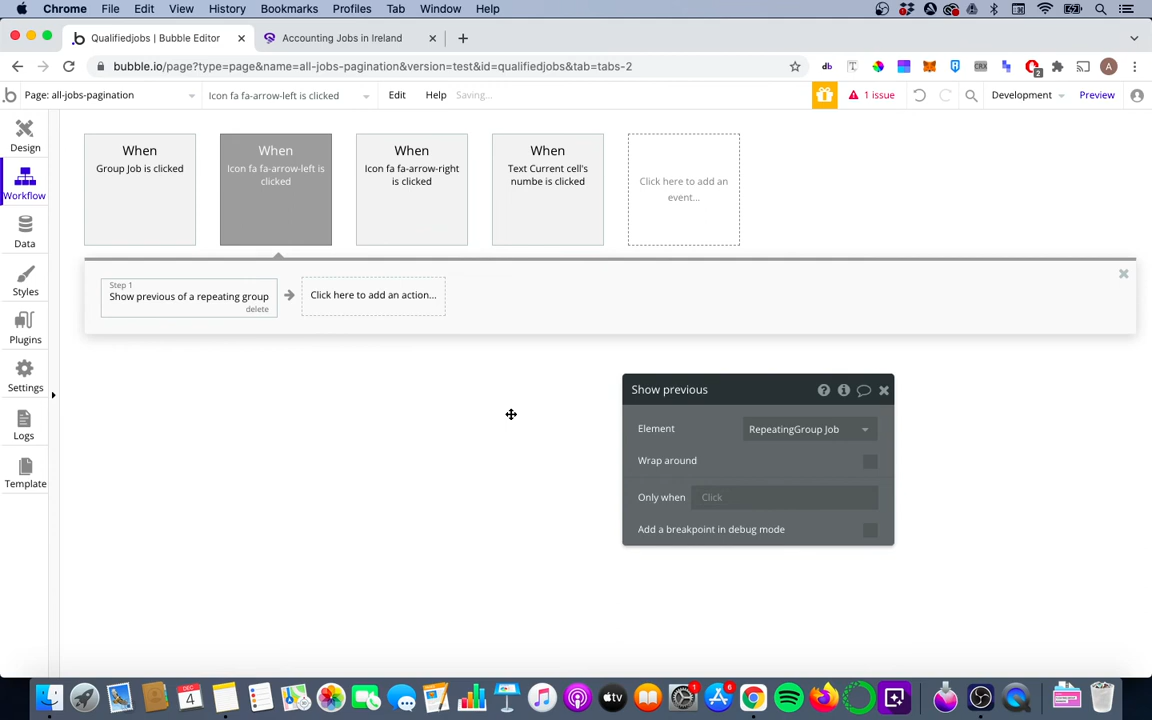 Chrome File Edit View History Bookmarks Profiles Tab Window Help
Qualifiedjobs | Bubble Editor
Accounting Jobs in Ireland
bubble.io/page?type=page&name=all-jobs-pagination&version=test&id=qualifiedjobs&tab=tabs-2
Page: all-jobs-pagination
Icon fa fa-arrow-left is clicked
Edit Help Saving...
1 issue
Development
Preview
Design
Workflow
Data
Styles
Plugins
Settings
Logs
Template
When
Group Job is clicked
When
Icon fa fa-arrow-left is
clicked
When
Icon fa fa-arrow-right
is clicked
When
Text Current cell's
numbe is clicked
Click here to add an
event...
Step 1
Show previous of a repeating group
delete
Click here to add an action...
Show previous
Element
RepeatingGroup Job
Wrap around
Only when
Click
Add a breakpoint in debug mode
DEC
4
tv
1
6